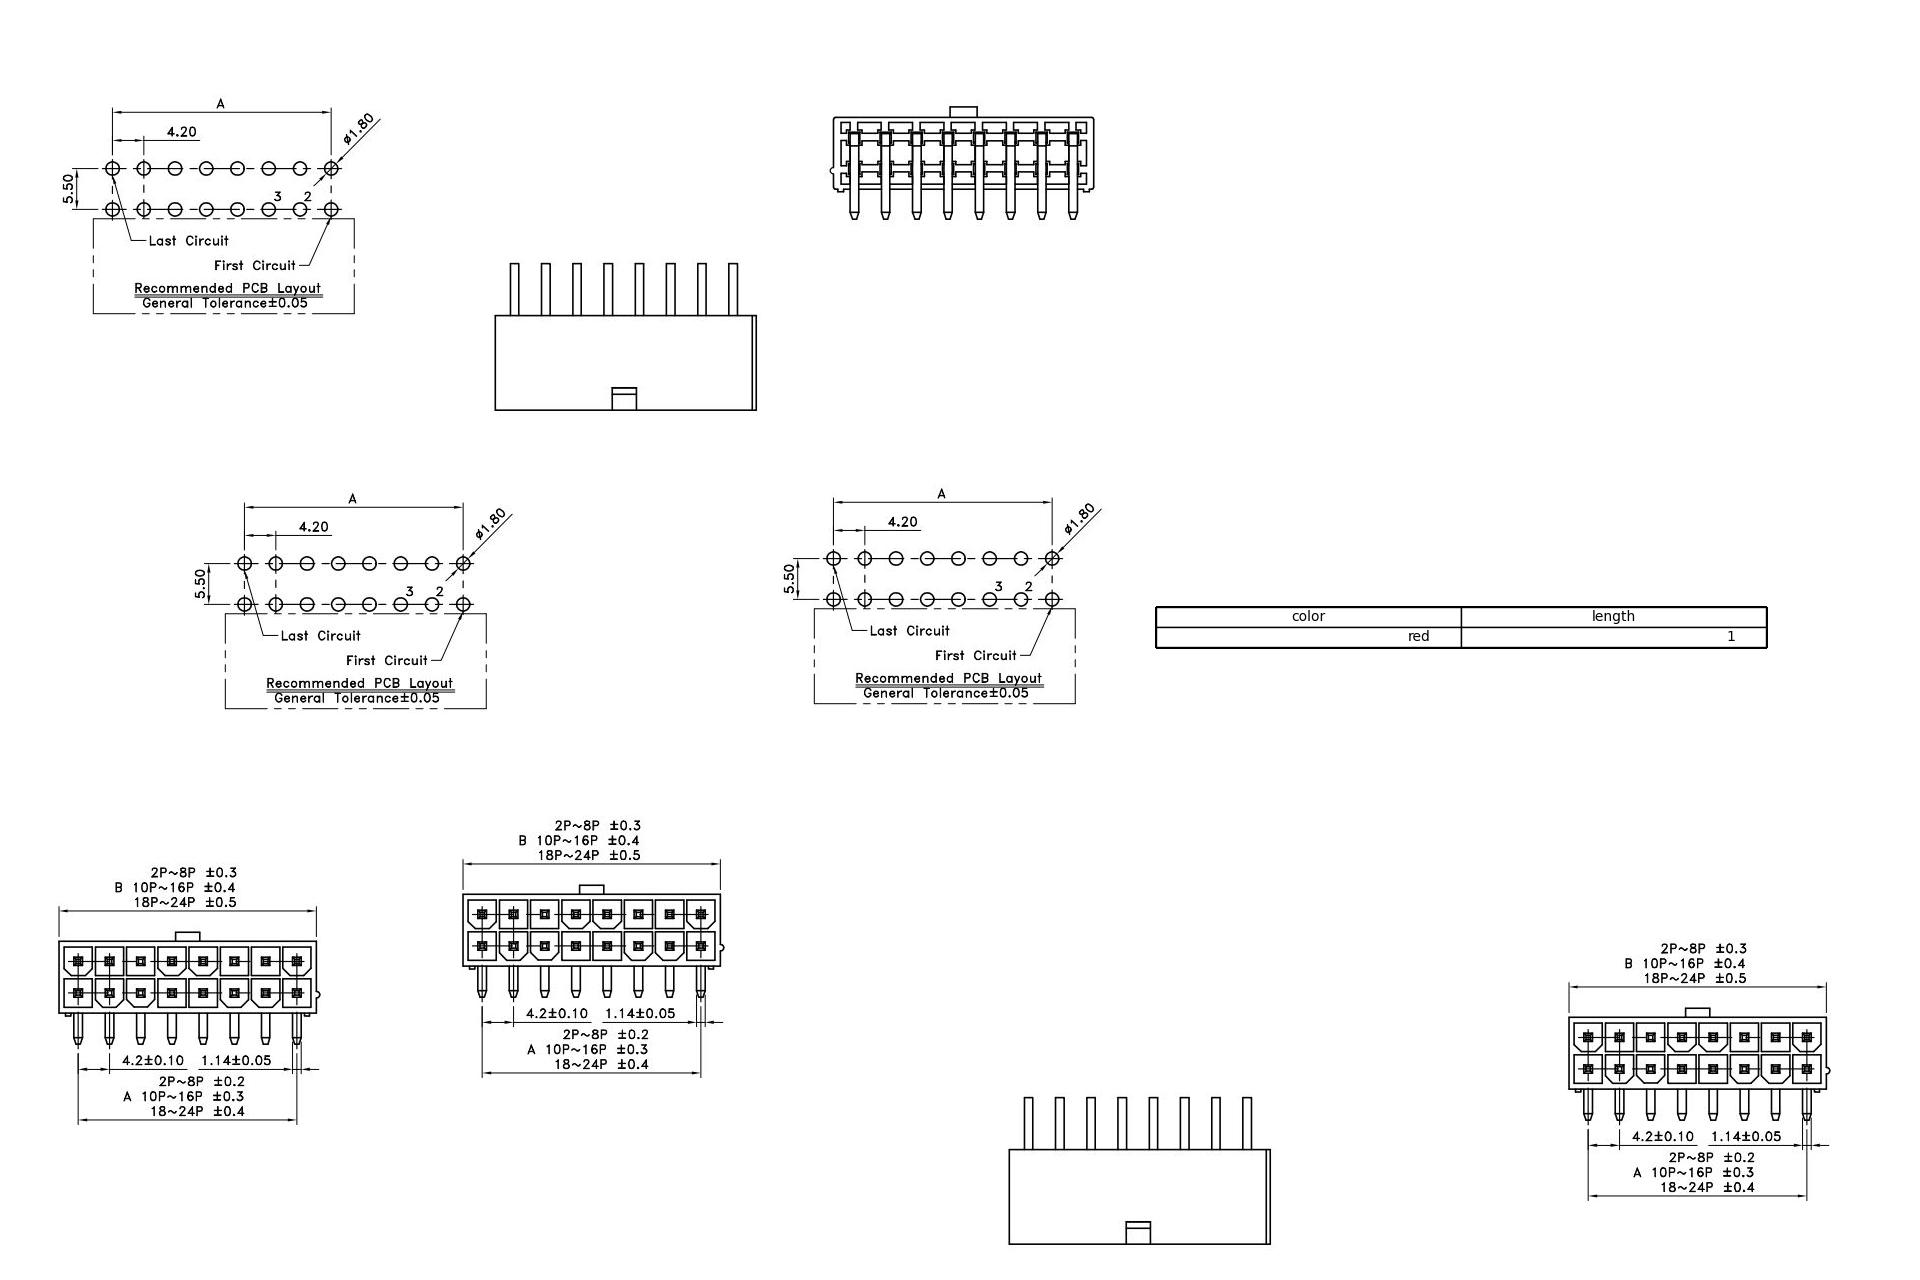 A
4.20
ø1.80
5.50
3 2
Last Circuit
First Circuit
Recommended PCB Layout
General Tolerance±0.05
A
4.20
ø1.80
5.50
3 2
Last Circuit
First Circuit
Recommended PCB Layout
General Tolerance±0.05
A
4.20
ø1.80
5.50
3 2
Last Circuit
First Circuit
Recommended PCB Layout
General Tolerance±0.05
color length
red 1
2P~8P ±0.3
B 10P~16P ±0.4
18P~24P ±0.5
4.2±0.10 1.14±0.05
2P~8P ±0.2
A 10P~16P ±0.3
18~24P ±0.4
2P~8P ±0.3
B 10P~16P ±0.4
18P~24P ±0.5
4.2±0.10 1.14±0.05
2P~8P ±0.2
A 10P~16P ±0.3
18~24P ±0.4
2P~8P ±0.3
B 10P~16P ±0.4
18P~24P ±0.5
4.2±0.10 1.14±0.05
2P~8P ±0.2
A 10P~16P ±0.3
18~24P ±0.4